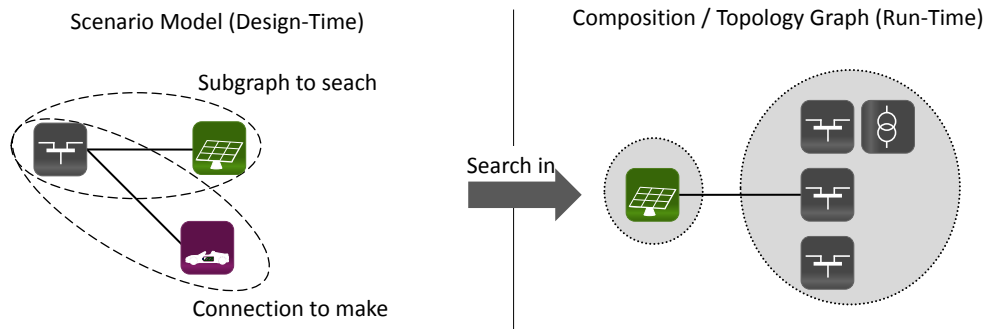 Scenario Model (Design-Time)
Composition / Topology Graph (Run-Time)
Subgraph to seach
Search in
Connection to make